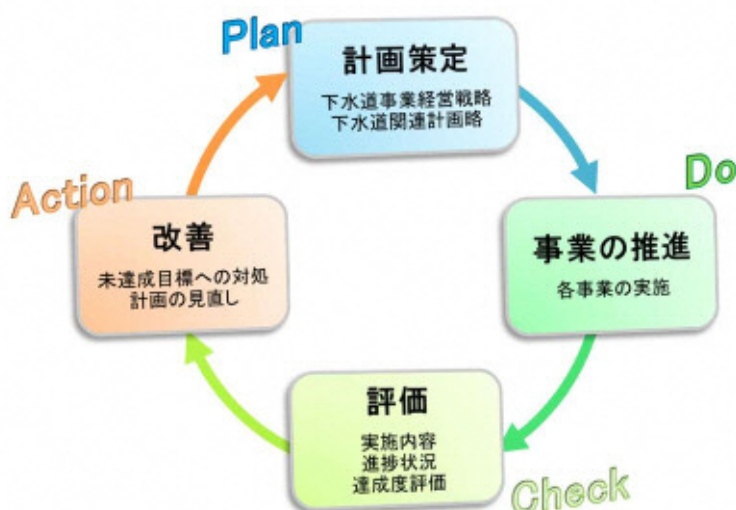 Plan
計画策定
下水道事業経営戦略
下水道関連計画略
Do
事業の推進
各事業の実施
Check
評価
実施内容
進捗状況
達成度評価
Action
改善
未達成目標への対処
計画の見直し